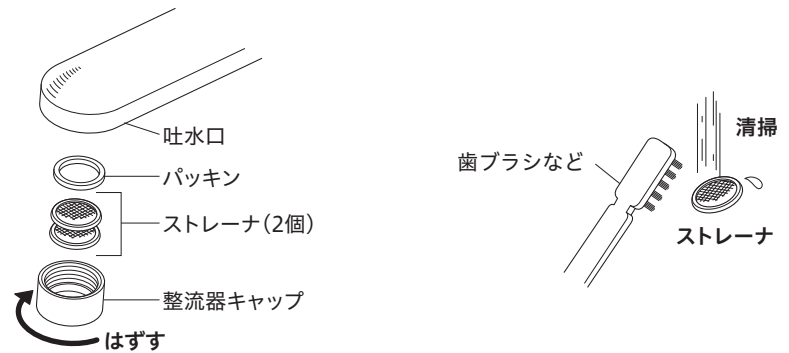 吐水口
パッキン
ストレーナ（2個）
整流器キャップ
はずす
歯ブラシなど
清掃
ストレーナ